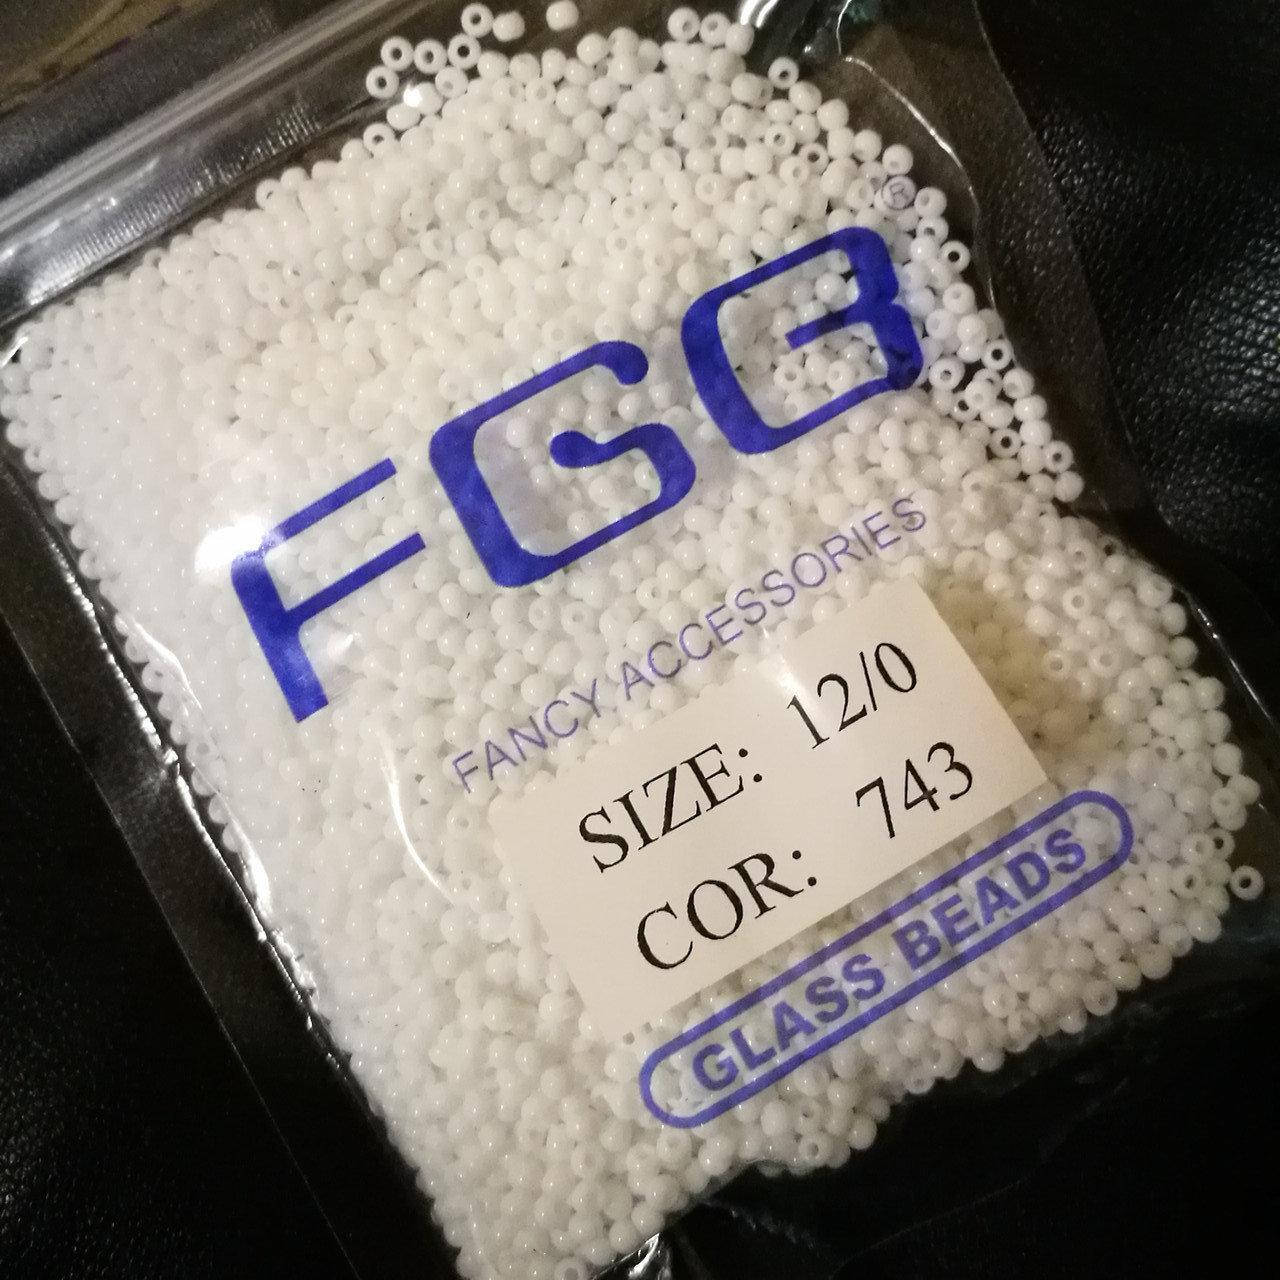 ®
FGB
FANCY ACCESSORIES
SIZE: 12/0
COR: 743
GLASS BEADS